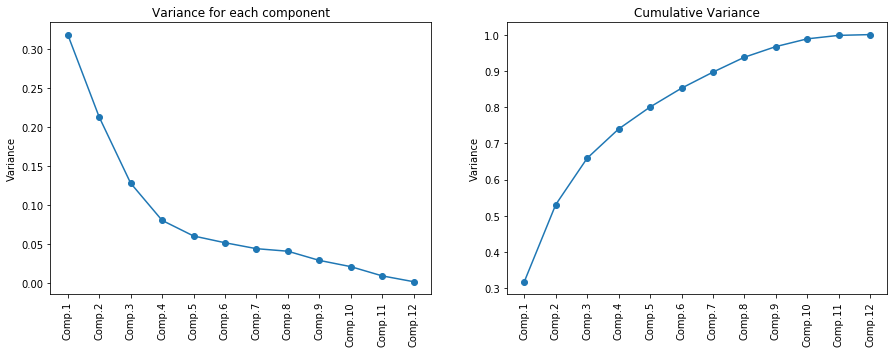 Variance for each component
Variance
0.30
0.25
0.20
0.15
0.10
0.05
0.00
Comp.1
Comp.2
Comp.3
Comp.4
Comp.5
Comp.6
Comp.7
Comp.8
Comp.9
Comp.10
Comp.11
Comp.12
Cumulative Variance
Variance
1.0
0.9
0.8
0.7
0.6
0.5
0.4
0.3
Comp.1
Comp.2
Comp.3
Comp.4
Comp.5
Comp.6
Comp.7
Comp.8
Comp.9
Comp.10
Comp.11
Comp.12